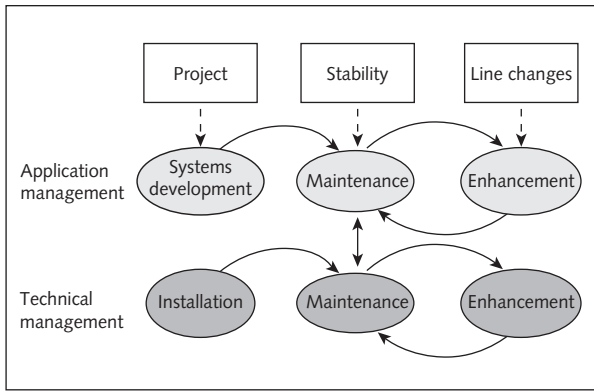 Project
Stability
Line changes
Application
management
Systems
development
Maintenance
Enhancement
Technical
management
Installation
Maintenance
Enhancement